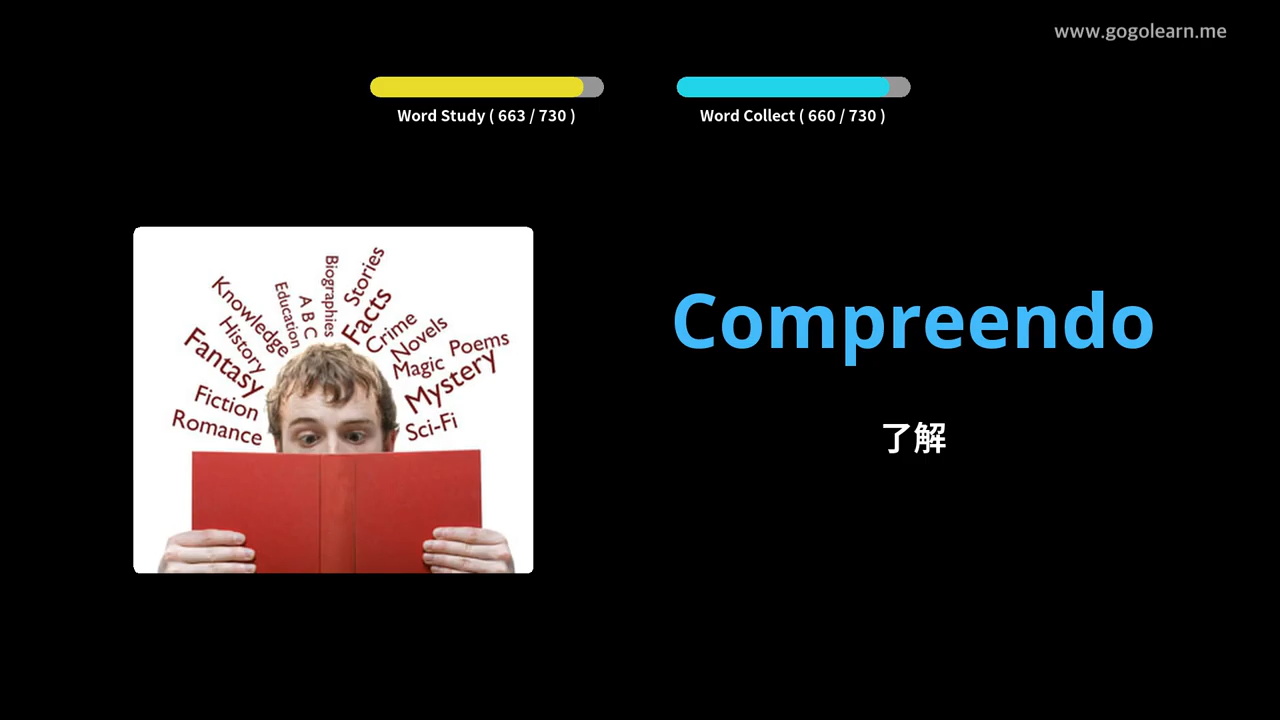 www.gogolearn.me
Word Study ( 663 / 730 )
Word Collect ( 660 / 730 )
Knowledge
Education
A B C
Biographies
Stories
Facts
History
Crime
Novels
Fantasy
Magic
Poems
Mystery
Fiction
Romance
Sci-Fi
Compreendo
了解